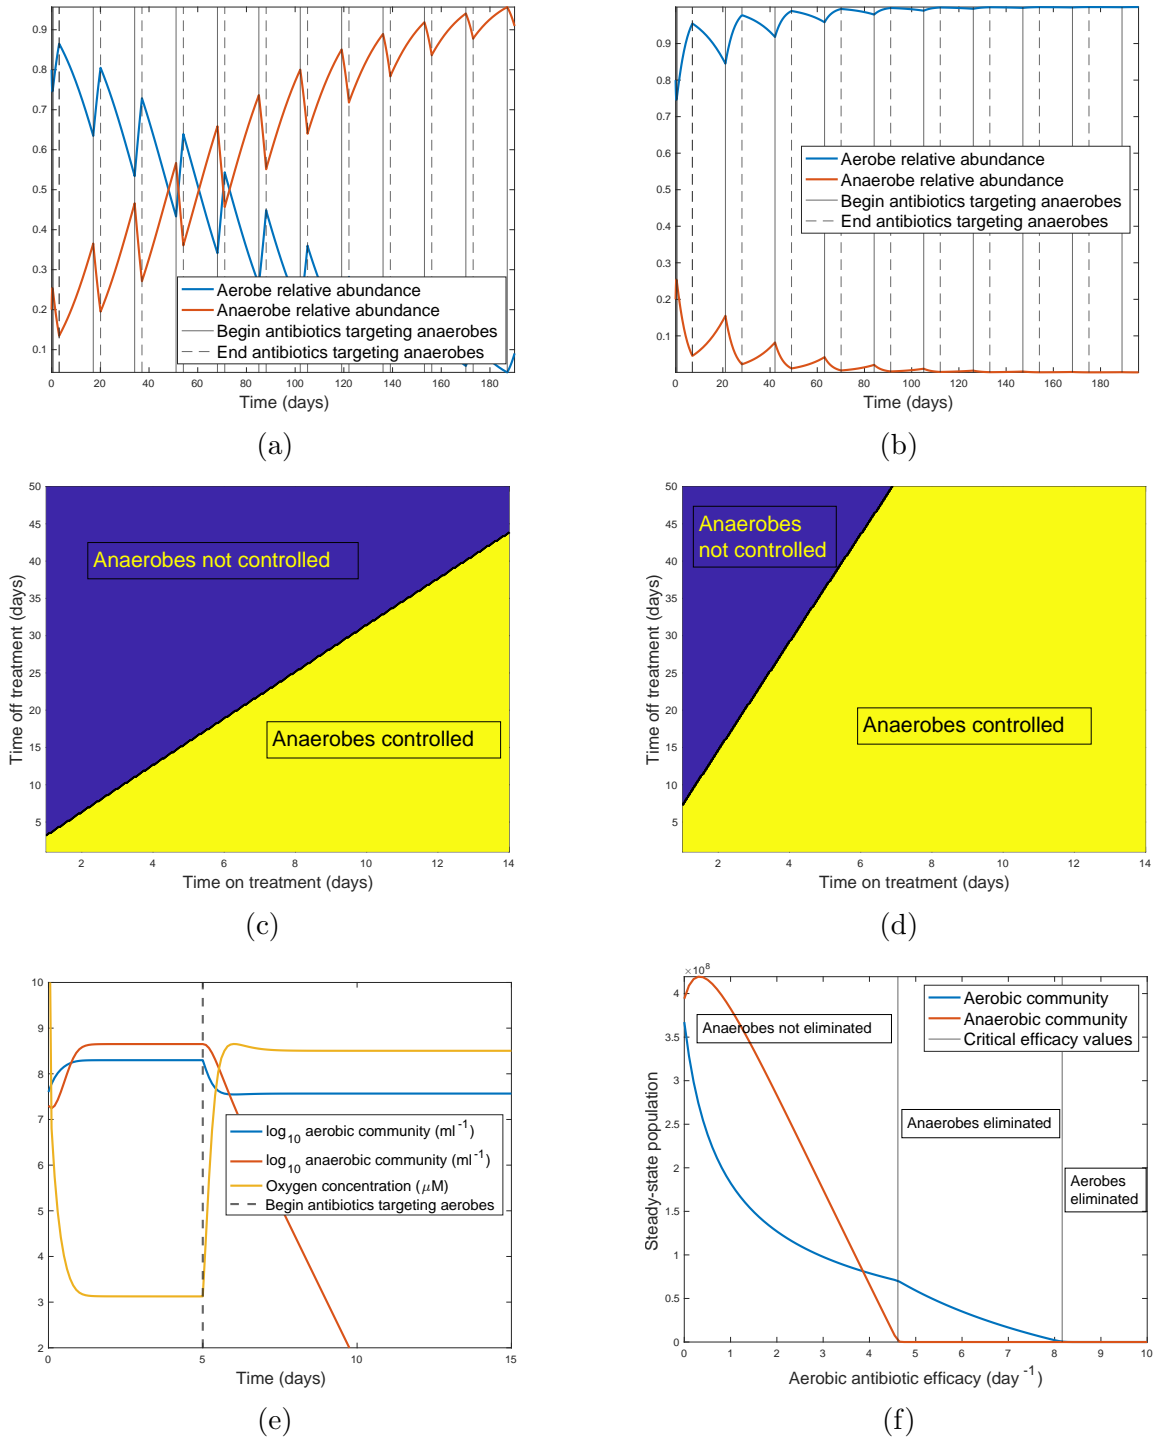 0.9
0.8
0.7
0.6
0.5
0.4
0.3
0.2
0.1
Aerobe relative abundance
Anaerobe relative abundance
Begin antibiotics targeting anaerobes
End antibiotics targeting anaerobes
0 20 40 60 80 100 120 140 160 180
Time (days)
(a)
0.9
0.8
0.7
0.6
0.5
0.4
0.3
0.2
0.1
Aerobe relative abundance
Anaerobe relative abundance
Begin antibiotics targeting anaerobes
End antibiotics targeting anaerobes
0 20 40 60 80 100 120 140 160 180
Time (days)
(b)
Time off treatment (days)
50
45
40
35
30
25
20
15
10
5
Anaerobes not controlled
Anaerobes controlled
2 4 6 8 10 12 14
Time on treatment (days)
(c)
Time off treatment (days)
50
45
40
35
30
25
20
15
10
5
Anaerobes
not controlled
Anaerobes controlled
2 4 6 8 10 12 14
Time on treatment (days)
(d)
10
9
8
7
6
5
4
3
2
log10 aerobic community (ml-1)
log10 anaerobic community (ml-1)
Oxygen concentration (μM)
Begin antibiotics targeting aerobes
0 5 10 15
Time (days)
(e)
×10^8
Steady-state population
4
3.5
3
2.5
2
1.5
1
0.5
0
Aerobic community
Anaerobic community
Critical efficacy values
Anaerobes not eliminated
Anaerobes eliminated
Aerobes
eliminated
0 1 2 3 4 5 6 7 8 9 10
Aerobic antibiotic efficacy (day-1)
(f)